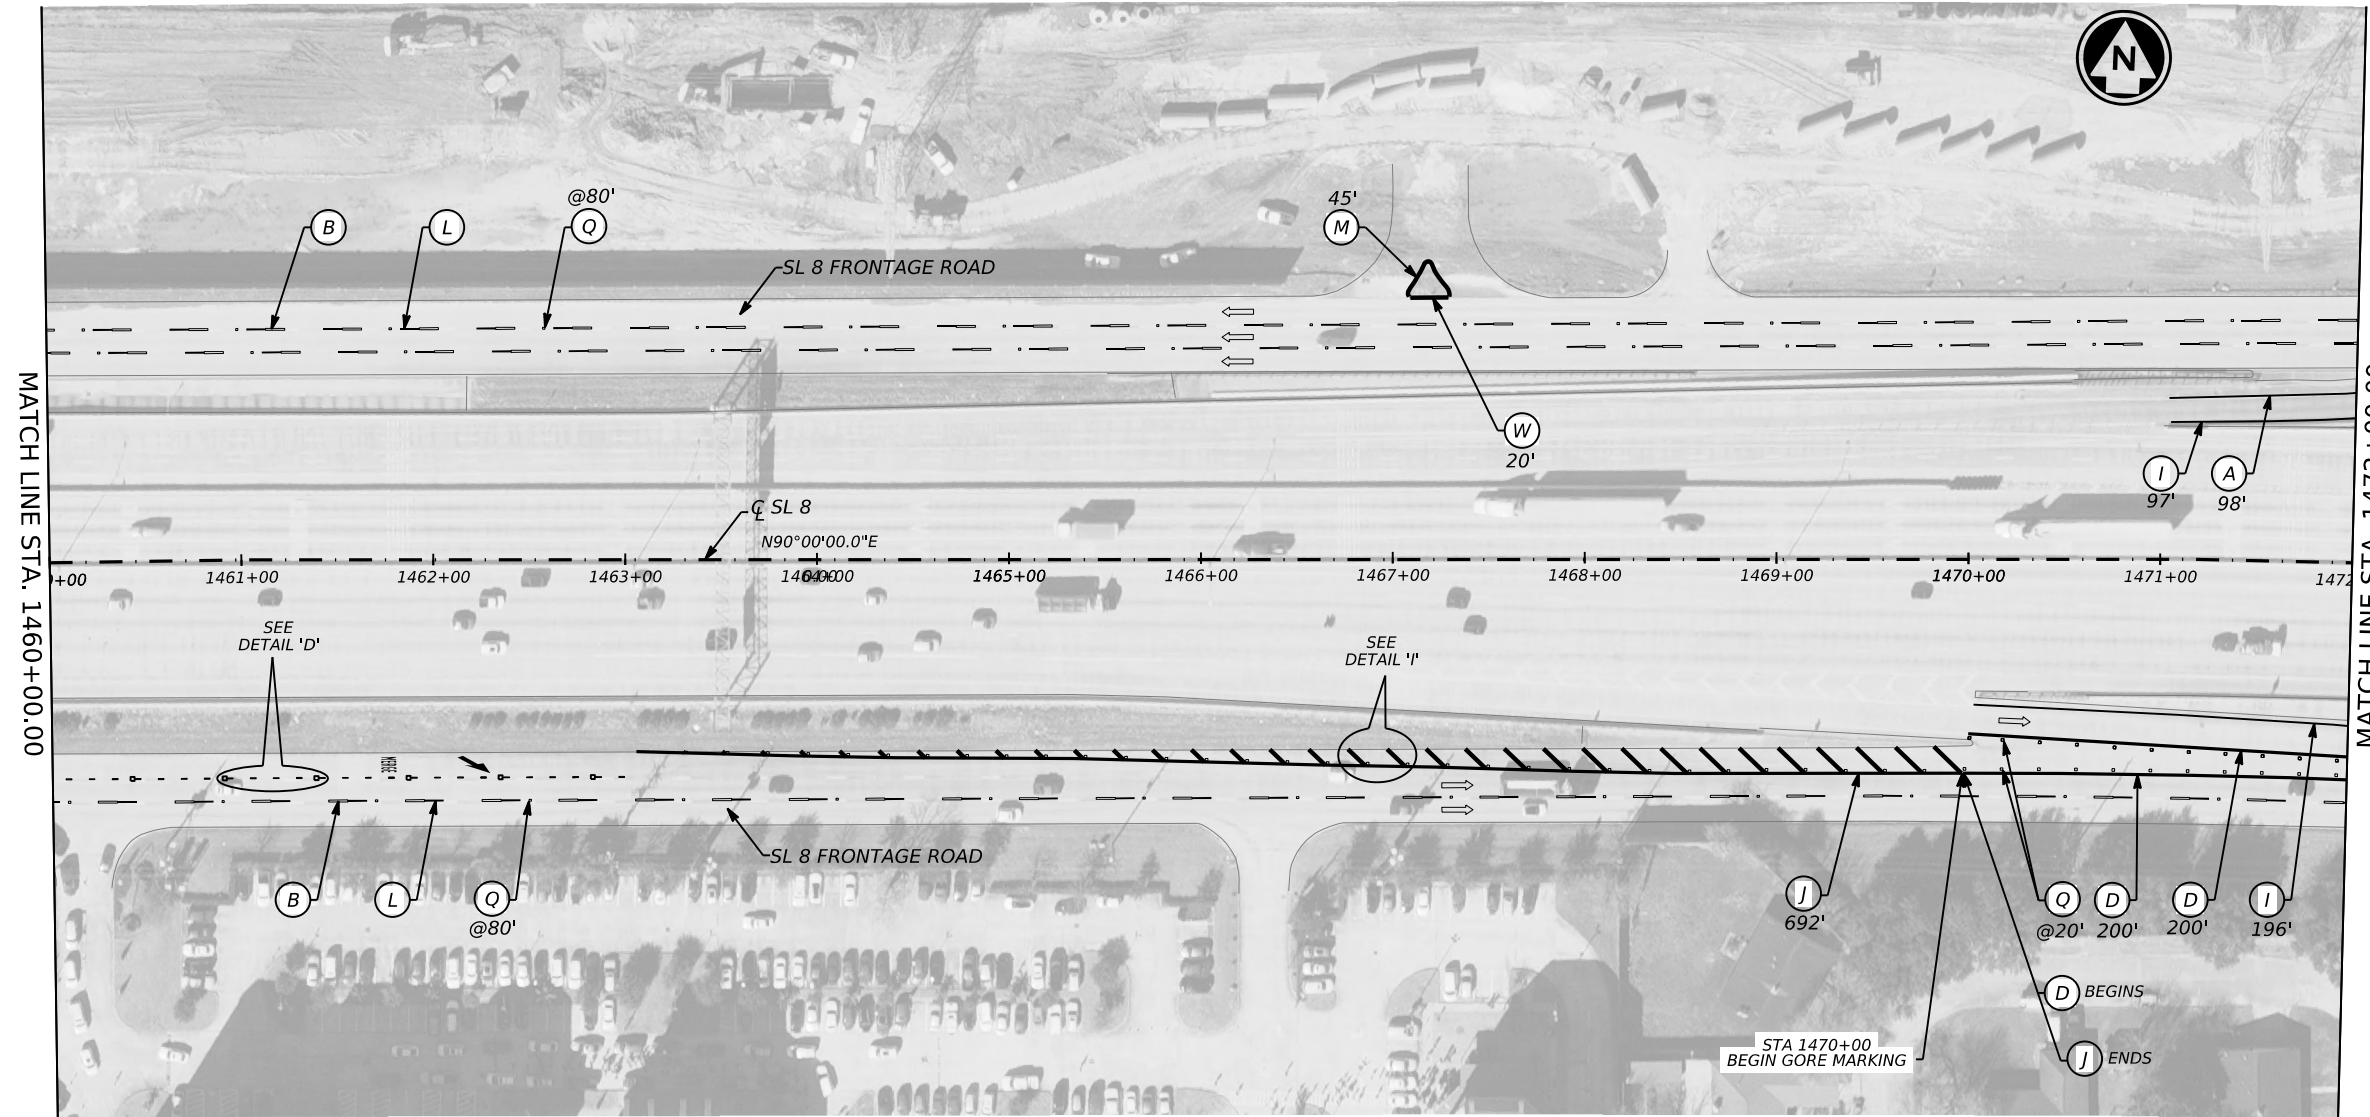 N
@80'
B
L
Q
45'
M
SL 8 FRONTAGE ROAD
W
20'
I
A
97'
98'
MATCH LINE STA. 1460+00.00
℄ SL 8
N90°00'00.0"E
+00
1461+00
1462+00
1463+00
1465+00
1466+00
1467+00
1468+00
1469+00
1470+00
1471+00
1472
SEE
DETAIL 'D'
SEE
DETAIL 'I'
MERGE
SL 8 FRONTAGE ROAD
B
L
Q
@80'
J
692'
Q
D
D
I
@20'
200'
200'
196'
D BEGINS
STA 1470+00
BEGIN GORE MARKING
J ENDS